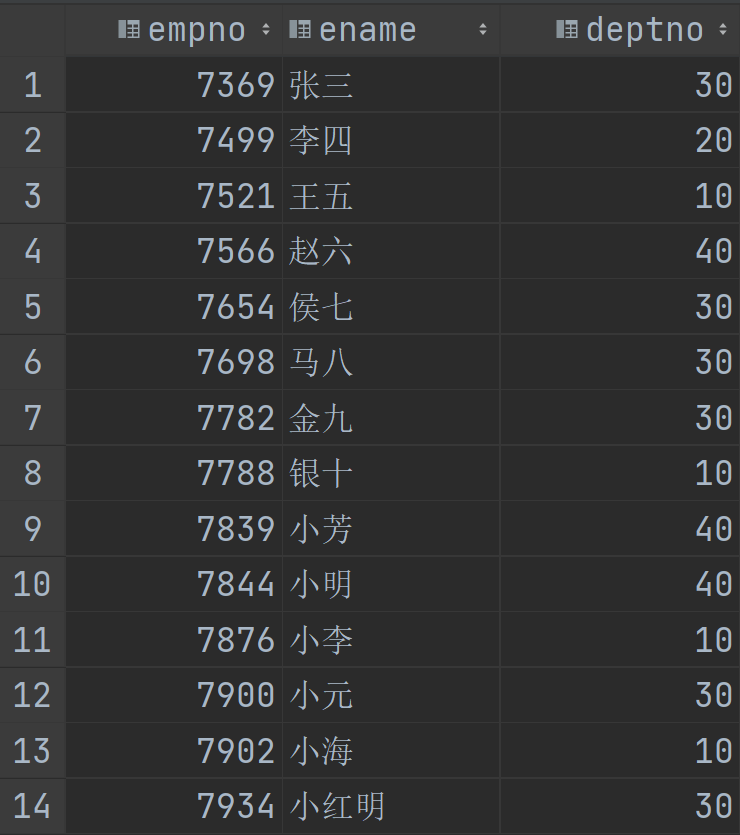 empno ename deptno
1 7369 张三 30
2 7499 李四 20
3 7521 王五 10
4 7566 赵六 40
5 7654 侯七 30
6 7698 马八 30
7 7782 金九 30
8 7788 银十 10
9 7839 小芳 40
10 7844 小明 40
11 7876 小李 10
12 7900 小元 30
13 7902 小海 10
14 7934 小红明 30